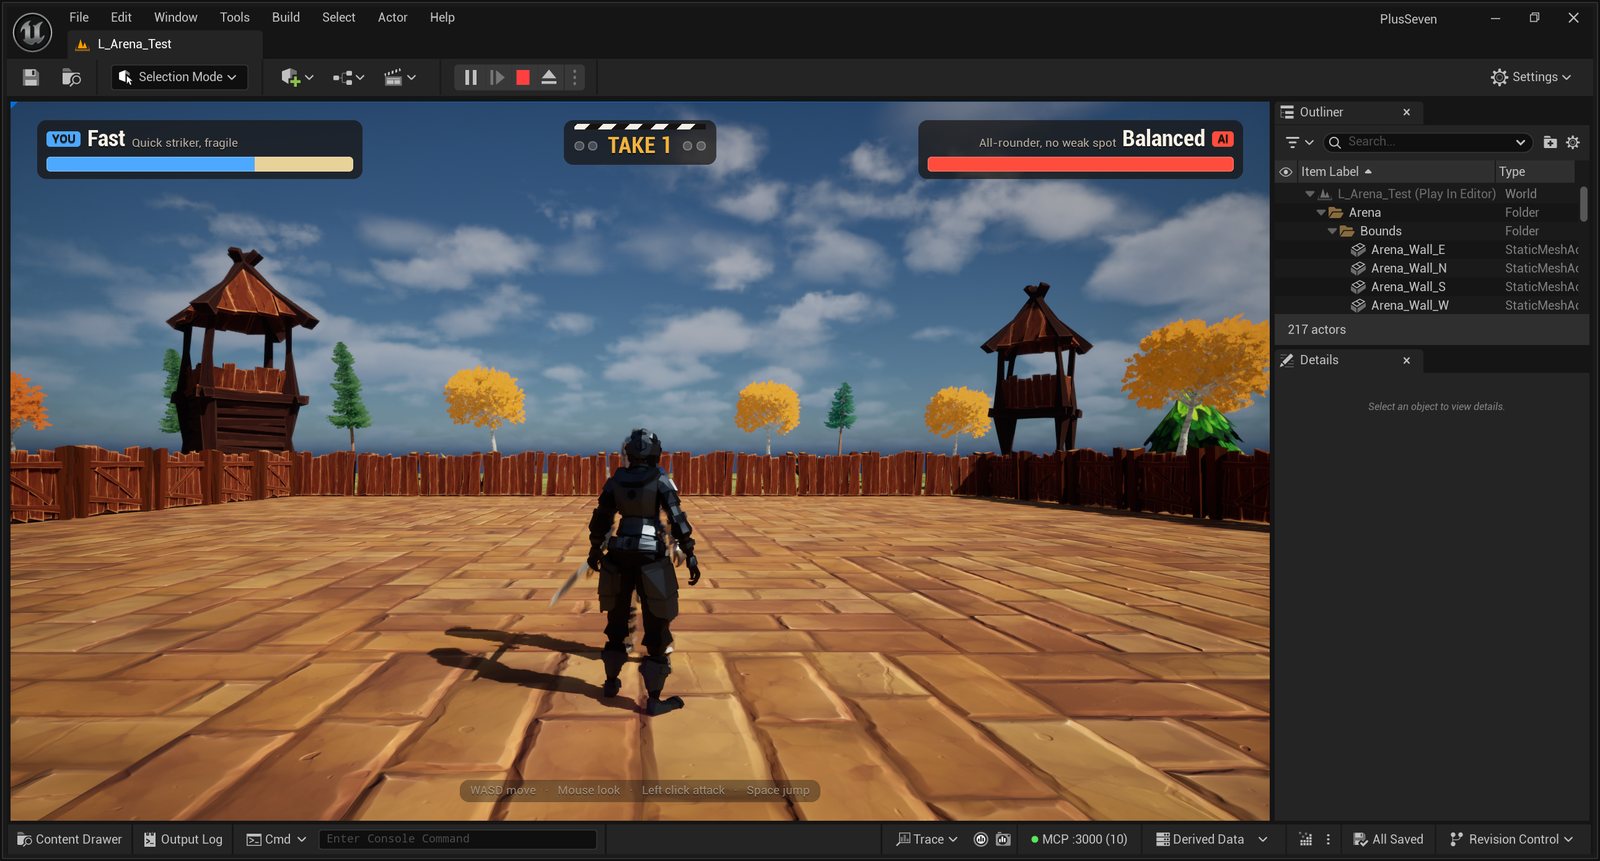 File Edit Window Tools Build Select Actor Help
PlusSeven
L_Arena_Test
Selection Mode
Settings
YOU Fast Quick striker, fragile
TAKE 1
All-rounder, no weak spot Balanced AI
WASD move - Mouse look - Left click attack - Space jump
Outliner
Search...
Item Label Type
L_Arena_Test (Play In Editor) World
Arena Folder
Bounds Folder
Arena_Wall_E StaticMeshAc
Arena_Wall_N StaticMeshAc
Arena_Wall_S StaticMeshAc
Arena_Wall_W StaticMeshAc
217 actors
Details
Select an object to view details.
Content Drawer Output Log Cmd Enter Console Command Trace MCP :3000 (10) Derived Data All Saved Revision Control